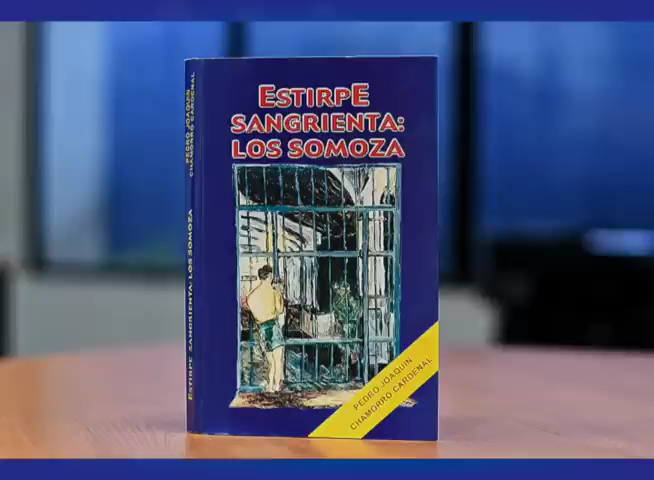 ESTIRPE
SANGRIENTA:
LOS SOMOZA
PEDRO JOAQUIN
CHAMORRO CARDENAL
PEDRO JOAQUIN
CHAMORRO CARDENAL
ESTIRPE SANGRIENTA: LOS SOMOZA